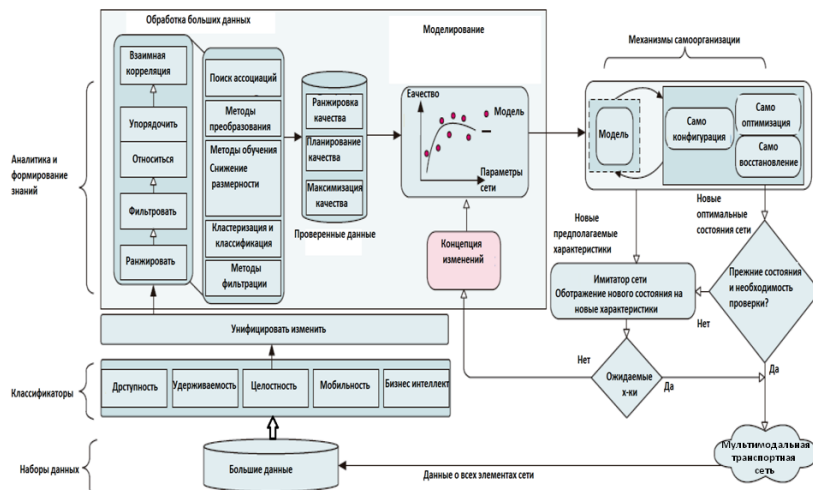 Обработка больших данных
Моделирование
Механизмы самоорганизации
Аналитика и
формирование
знаний
Взаимная
корреляция
Упорядочить
Относиться
Фильтровать
Ранжировать
Поиск ассоциаций
Методы
преобразования
Методы обучения
Снижение
размерности
Кластеризация и
классификация
Методы
фильтрации
Ранжировка
качества
Планирование
качества
Максимизация
качества
Проверенные данные
Еачество
Модель
Параметры
сети
Концепция
изменений
Модель
Само
конфигурация
Само
оптимизация
Само
восстановление
Новые
предполагаемые
характеристики
Новые
оптимальные
состояния сети
Имитатор сети
Оботражение нового состояния на
новые характеристики
Прежние состояния
и необходимость
проверки?
Нет
Да
Ожидаемые
х-ки
Нет
Да
Унифицировать изменить
Классификаторы
Дрступность
Удерживаемость
Целостность
Мобильность
Бизнес интеллект
Наборы данных
Большие данные
Данные о всех элементах сети
Мультимодальная
транспортная
сеть